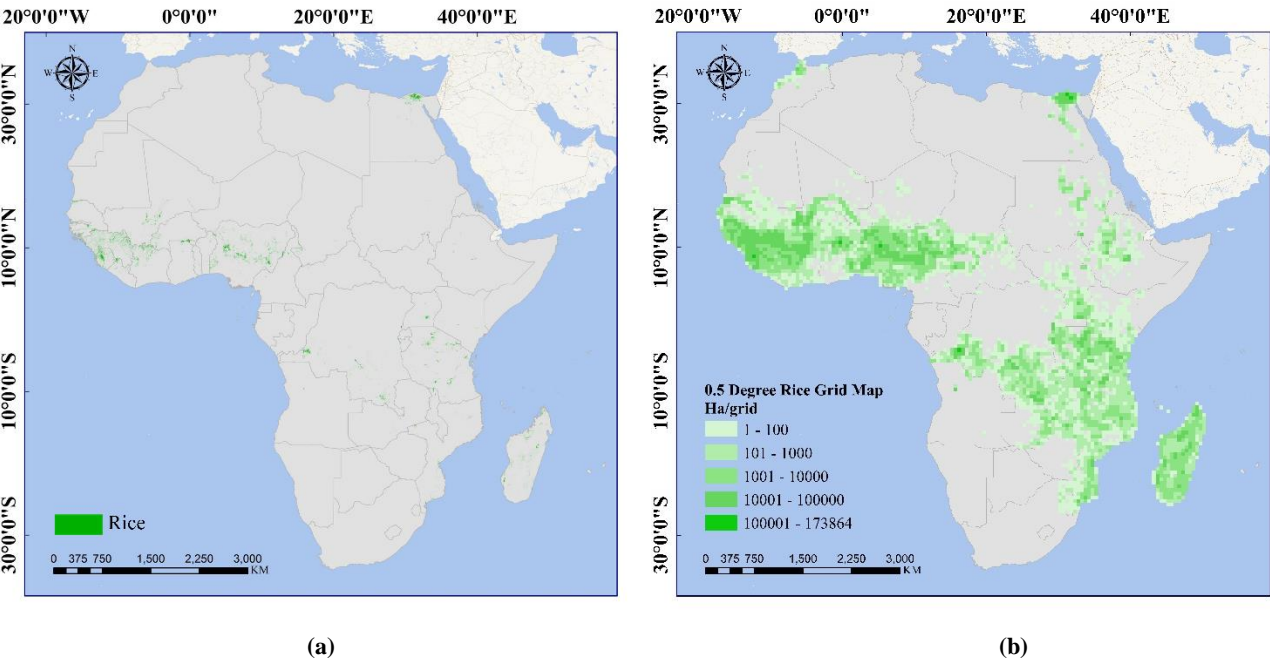 20°0'0"W 0°0'0" 20°0'0"E 40°0'0"E
30°0'0"N
10°0'0"N
10°0'0"S
30°0'0"S
N
W E
S
Rice
0 375 750 1,500 2,250 3,000
KM
(a)
20°0'0"W 0°0'0" 20°0'0"E 40°0'0"E
30°0'0"N
10°0'0"N
10°0'0"S
30°0'0"S
N
W E
S
0.5 Degree Rice Grid Map
Ha/grid
1 - 100
101 - 1000
1001 - 10000
10001 - 100000
100001 - 173864
0 375 750 1,500 2,250 3,000
KM
(b)